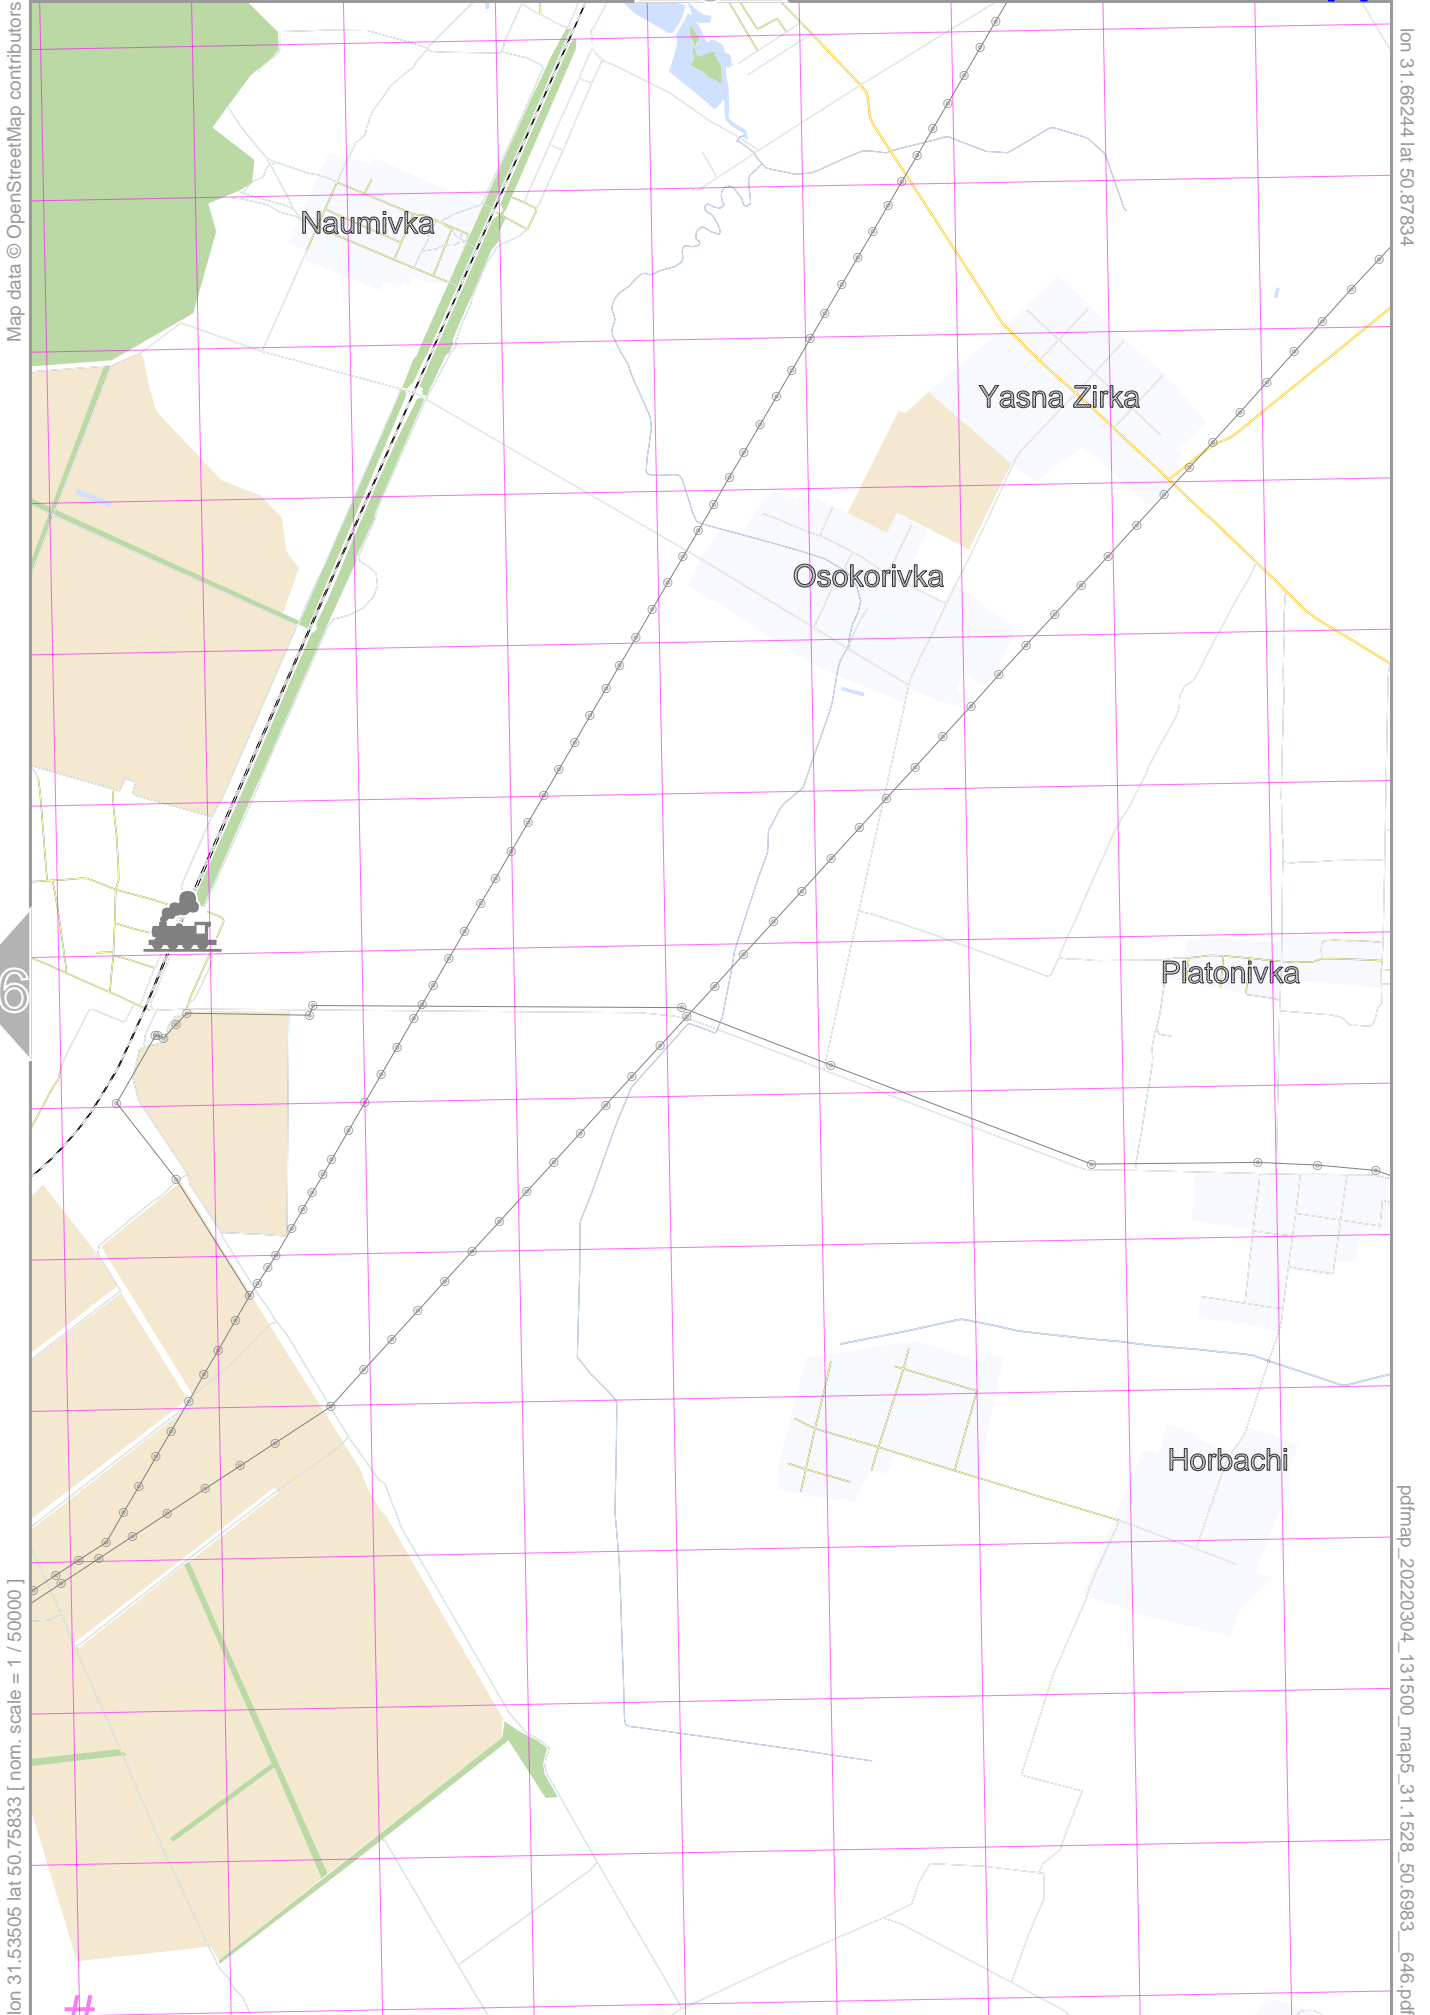 Map data © OpenStreetMap contributors
lon 31.66244 lat 50.87834
Naumivka
Yasna Zirka
Osokorivka
Platonivka
6
Horbachi
lon 31.53505 lat 50.75833 [ nom. scale = 1 / 50000 ]
pdfmap_20220304_131500_map5_31.1528_50.6983__646.pdf
#